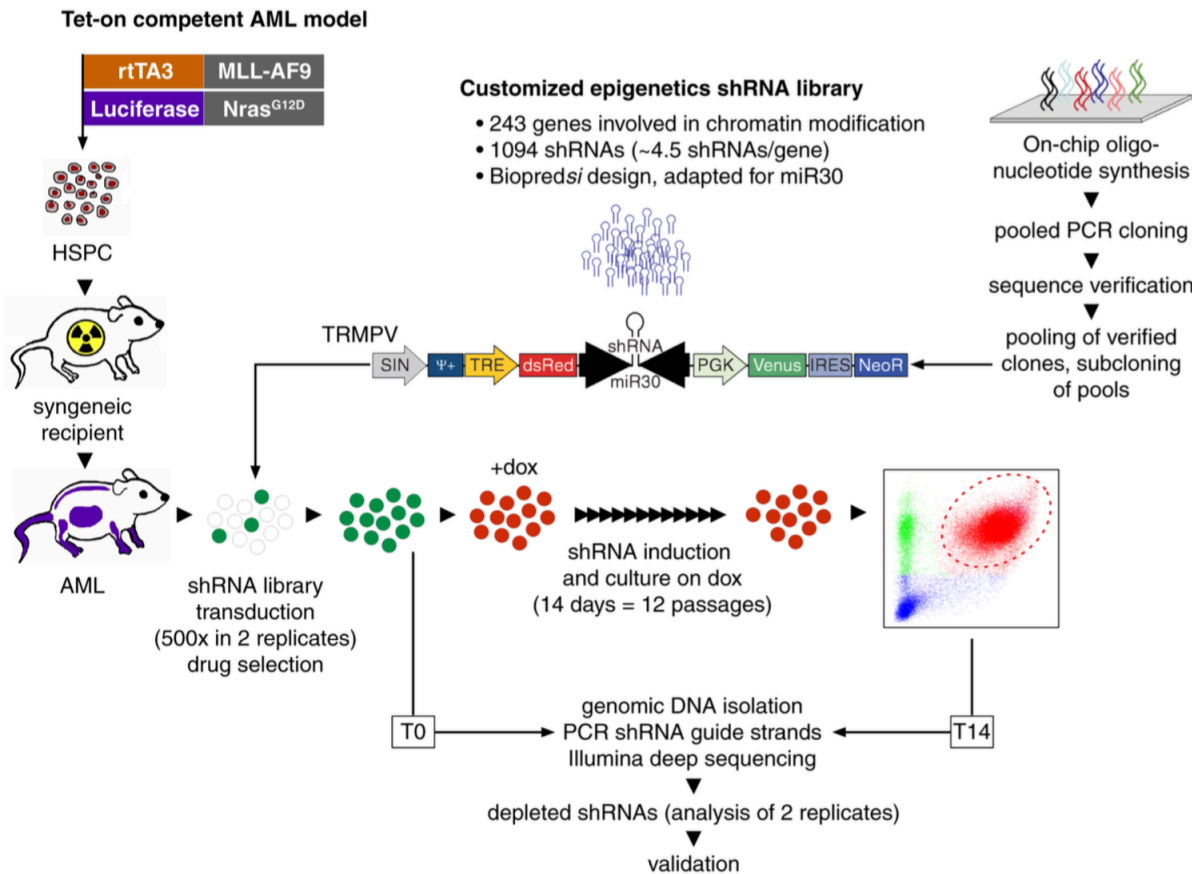 Tet-on competent AML model
rtTA3 MLL-AF9
Luciferase NrasG12D
HSPC
syngeneic
recipient
AML
Customized epigenetics shRNA library
• 243 genes involved in chromatin modification
• 1094 shRNAs (~4.5 shRNAs/gene)
• Biopredsi design, adapted for miR30
On-chip oligo-
nucleotide synthesis
pooled PCR cloning
sequence verification
pooling of verified
clones, subcloning
of pools
TRMPV
SIN Ψ+ TRE dsRed shRNA miR30 PGK Venus IRES NeoR
shRNA library
transduction
(500x in 2 replicates)
drug selection
+dox
shRNA induction
and culture on dox
(14 days = 12 passages)
T0
T14
genomic DNA isolation
PCR shRNA guide strands
Illumina deep sequencing
depleted shRNAs (analysis of 2 replicates)
validation